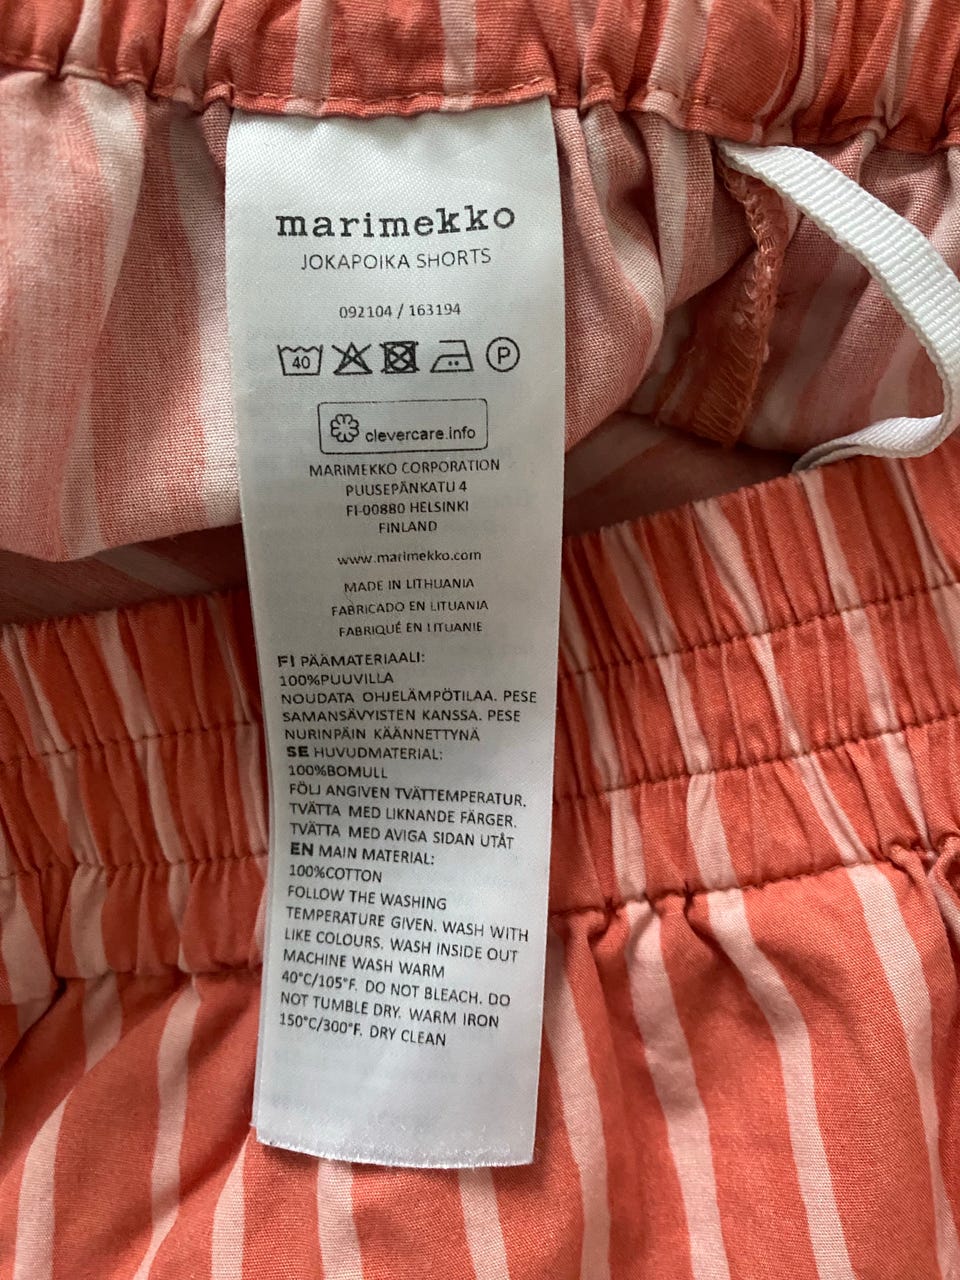 marimekko
JOKAPOIKA SHORTS
092104 / 163194
40 P
clevercare.info
MARIMEKKO CORPORATION
PUUSEPÄNKATU 4
FI-00880 HELSINKI
FINLAND
www.marimekko.com
MADE IN LITHUANIA
FABRICADO EN LITUANIA
FABRIQUÉ EN LITUANIE
FI PÄÄMATERIAALI:
100%PUUVILLA
NOUDATA OHJELÄMPÖTILAA. PESE
SAMANSÄVYISTEN KANSSA. PESE
NURINPÄIN KÄÄNNETTYNÄ
SE HUVUDMATERIAL:
100%BOMULL
FÖLJ ANGIVEN TVÄTTEMPERATUR.
TVÄTTA MED LIKNANDE FÄRGER.
TVÄTTA MED AVIGA SIDAN UTÅT
EN MAIN MATERIAL:
100%COTTON
FOLLOW THE WASHING
TEMPERATURE GIVEN. WASH WITH
LIKE COLOURS. WASH INSIDE OUT
MACHINE WASH WARM
40°C/105°F. DO NOT BLEACH. DO
NOT TUMBLE DRY. WARM IRON
150°C/300°F. DRY CLEAN